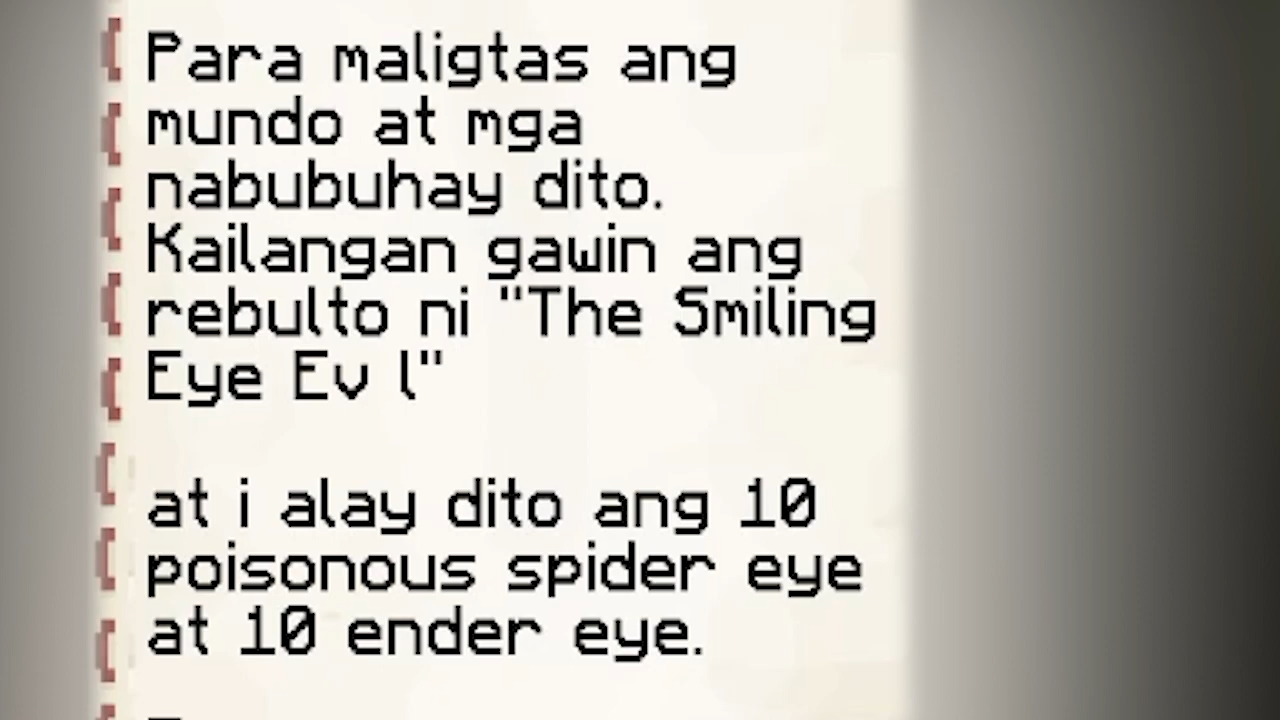 Para maligtas ang
mundo at mga
nabubuhay dito.
Kailangan gawin ang
rebulto ni "The Smiling
Eye Ev l"
at i alay dito ang 10
poisonous spider eye
at 10 ender eye.